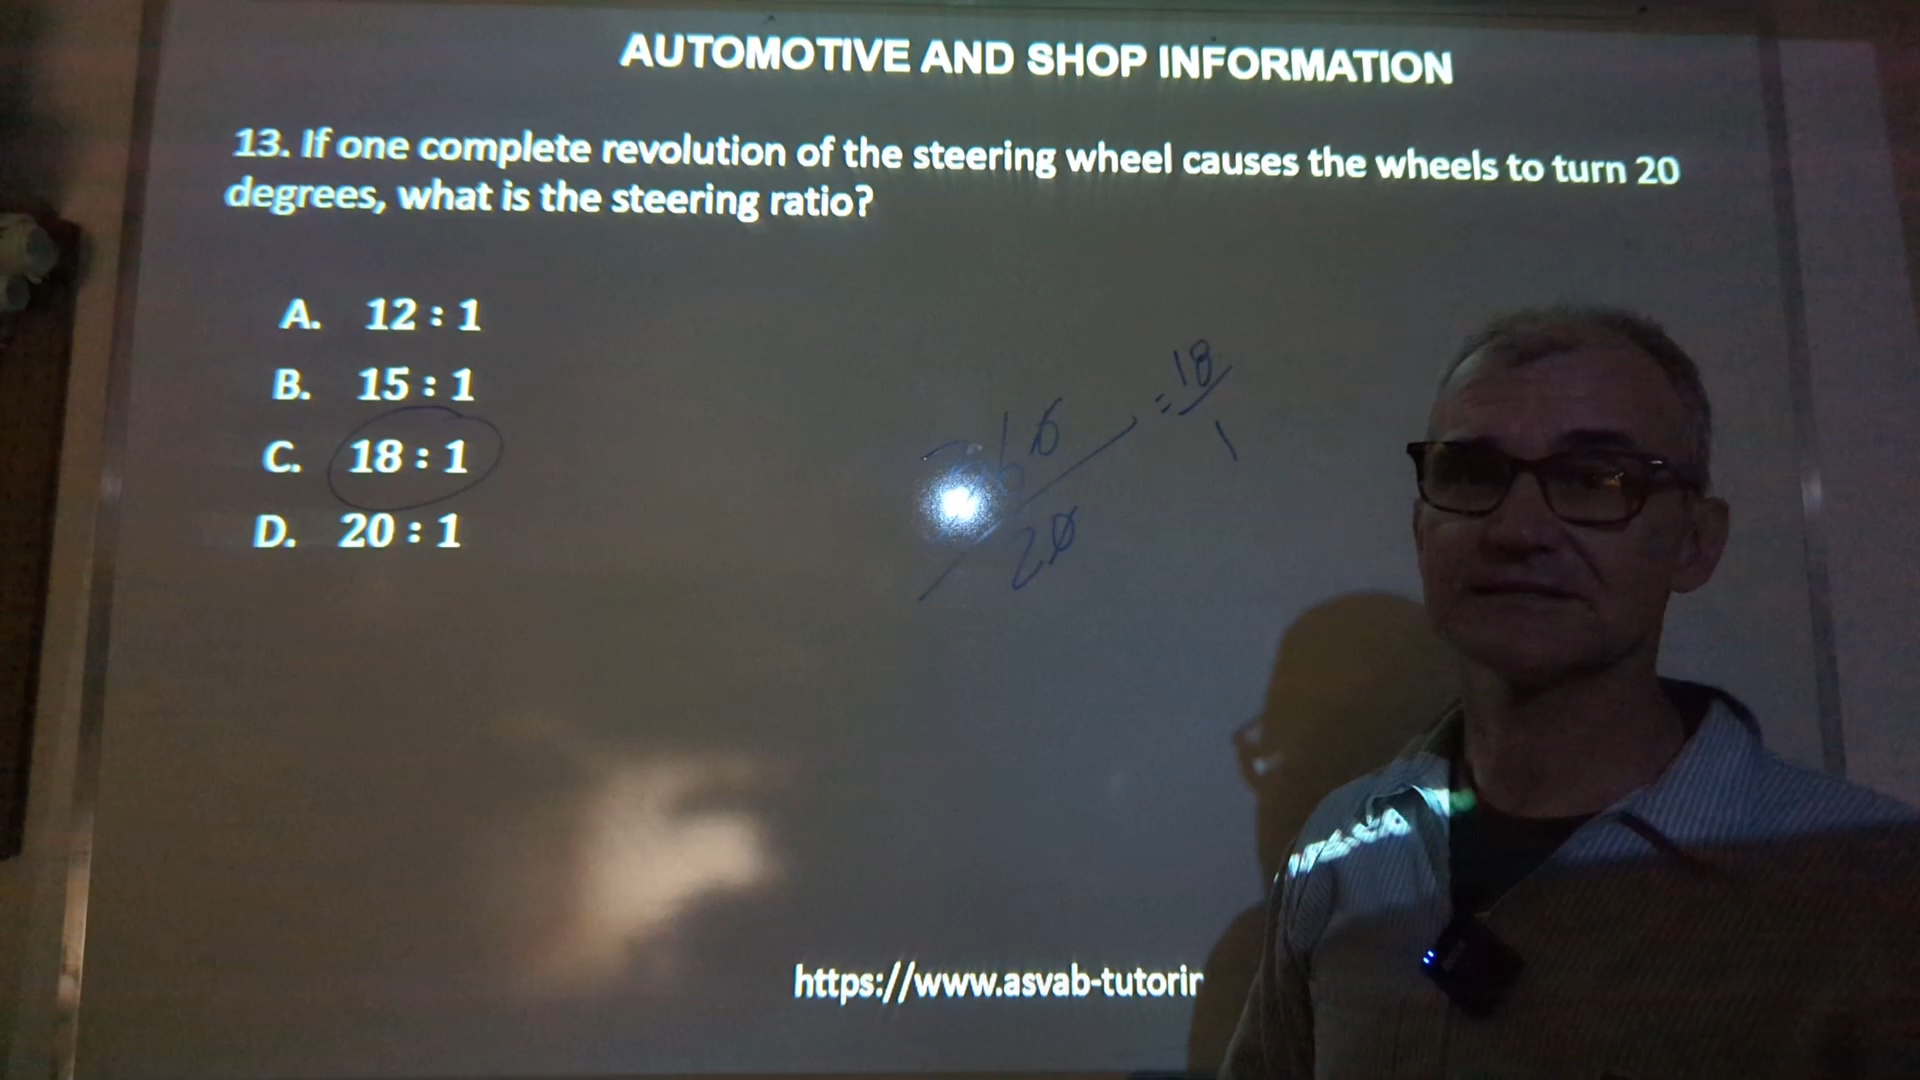 AUTOMOTIVE AND SHOP INFORMATION
13. If one complete revolution of the steering wheel causes the wheels to turn 20
degrees, what is the steering ratio?
A. 12 : 1
B. 15 : 1
C. 18 : 1
D. 20 : 1
= 18
1
20
https://www.asvab-tutorin